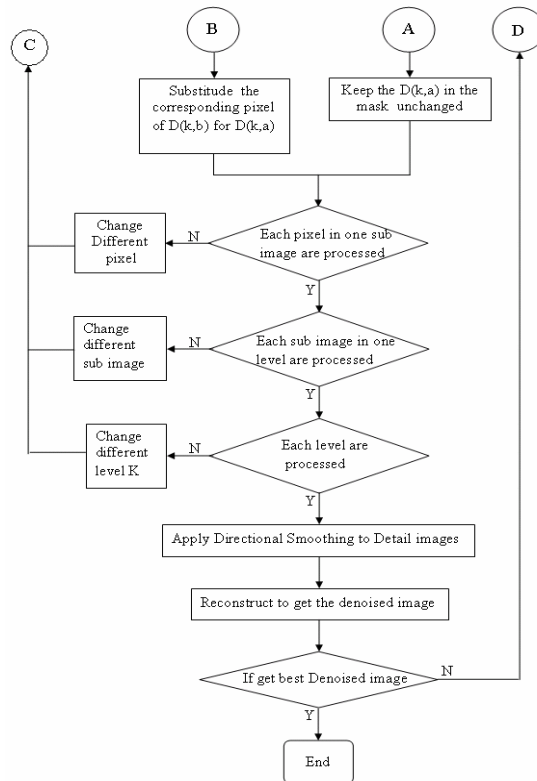 C
B
A
D
Substitude the
corresponding pixel
of D(k,b) for D(k,a)
Keep the D(k,a) in the
mask unchanged
Change
Different
pixel
N
Each pixel in one sub
image are processed
Y
Change
different
sub image
N
Each sub image in one
level are processed
Y
Change
different
level K
N
Each level are
processed
Y
Apply Directional Smoothing to Detail images
Reconstruct to get the denoised image
If get best Denoised image
N
Y
End